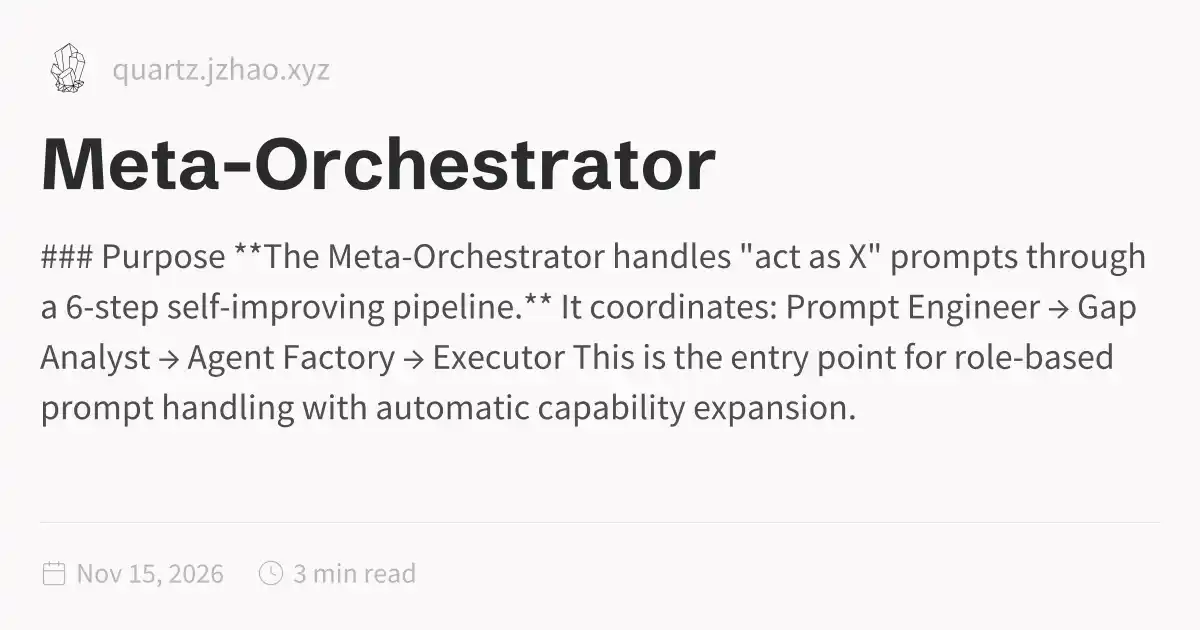 quartz.jzhao.xyz
Meta-Orchestrator
### Purpose **The Meta-Orchestrator handles "act as X" prompts through
a 6-step self-improving pipeline.** It coordinates: Prompt Engineer → Gap
Analyst → Agent Factory → Executor This is the entry point for role-based
prompt handling with automatic capability expansion.
Nov 15, 2026 3 min read